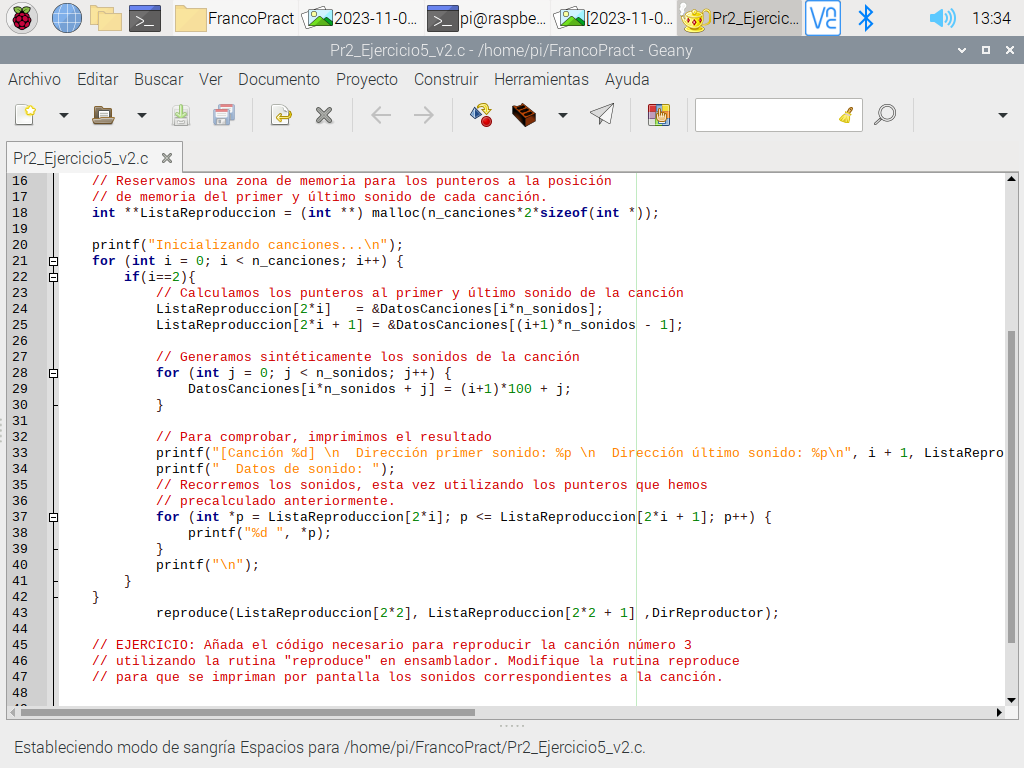 FrancoPract
2023-11-0...
pi@raspbe...
[2023-11-0...
Pr2_Ejercic...
13:34
Pr2_Ejercicio5_v2.c - /home/pi/FrancoPract - Geany
Archivo Editar Buscar Ver Documento Proyecto Construir Herramientas Ayuda
Pr2_Ejercicio5_v2.c
16 // Reservamos una zona de memoria para los punteros a la posición
17 // de memoria del primer y último sonido de cada canción.
18 int **ListaReproduccion = (int **) malloc(n_canciones*2*sizeof(int *));
19
20 printf("Inicializando canciones...\n");
21 for (int i = 0; i < n_canciones; i++) {
22 if(i==2){
23 // Calculamos los punteros al primer y último sonido de la canción
24 ListaReproduccion[2*i]   = &DatosCanciones[i*n_sonidos];
25 ListaReproduccion[2*i + 1] = &DatosCanciones[(i+1)*n_sonidos - 1];
26
27 // Generamos sintéticamente los sonidos de la canción
28 for (int j = 0; j < n_sonidos; j++) {
29 DatosCanciones[i*n_sonidos + j] = (i+1)*100 + j;
30 }
31
32 // Para comprobar, imprimimos el resultado
33 printf("[Canción %d] \n  Dirección primer sonido: %p \n  Dirección último sonido: %p\n", i + 1, ListaRepro
34 printf("  Datos de sonido: ");
35 // Recorremos los sonidos, esta vez utilizando los punteros que hemos
36 // precalculado anteriormente.
37 for (int *p = ListaReproduccion[2*i]; p <= ListaReproduccion[2*i + 1]; p++) {
38 printf("%d ", *p);
39 }
40 printf("\n");
41 }
42 }
43 reproduce(ListaReproduccion[2*2], ListaReproduccion[2*2 + 1] ,DirReproductor);
44
45 // EJERCICIO: Añada el código necesario para reproducir la canción número 3
46 // utilizando la rutina "reproduce" en ensamblador. Modifique la rutina reproduce
47 // para que se impriman por pantalla los sonidos correspondientes a la canción.
48
Estableciendo modo de sangría Espacios para /home/pi/FrancoPract/Pr2_Ejercicio5_v2.c.